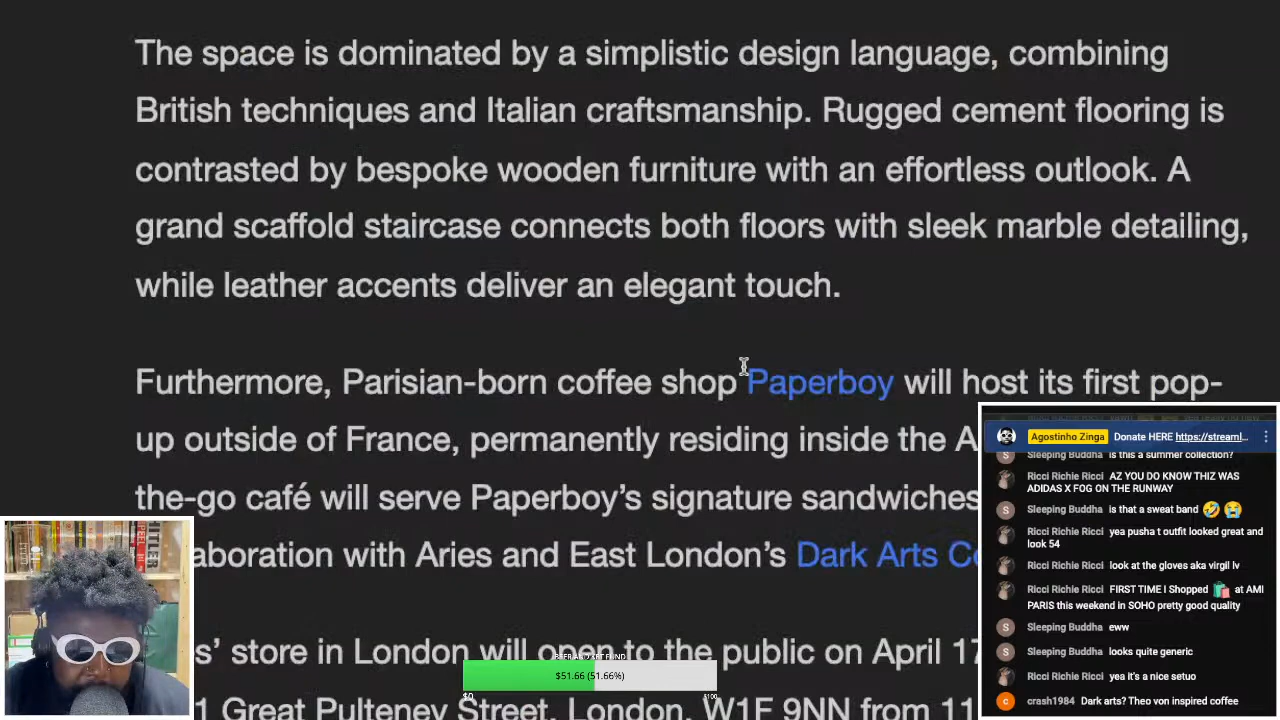 The space is dominated by a simplistic design language, combining
British techniques and Italian craftsmanship. Rugged cement flooring is
contrasted by bespoke wooden furniture with an effortless outlook. A
grand scaffold staircase connects both floors with sleek marble detailing,
while leather accents deliver an elegant touch.
Furthermore, Parisian-born coffee shop Paperboy will host its first pop-
up outside of France, permanently residing inside the A
the-go café will serve Paperboy's signature sandwiches
aboration with Aries and East London's Dark Arts Co
s' store in London will open to the public on April 17
1 Great Pulteney Street, London, W1F 9NN from 11
$51.66 (51.66%)
$0
$100
Agostinho Zinga Donate HERE https://streaml...
Sleeping Buddha is this a summer collection?
Ricci Richie Ricci AZ YOU DO KNOW THIZ WAS
ADIDAS X FOG ON THE RUNWAY
Sleeping Buddha is that a sweat band 🤣 😭
Ricci Richie Ricci yea pusha t outfit looked great and
look 54
Ricci Richie Ricci look at the gloves aka virgil lv
Ricci Richie Ricci FIRST TIME I Shopped 🛍️ at AMI
PARIS this weekend in SOHO pretty good quality
Sleeping Buddha eww
Sleeping Buddha looks quite generic
Ricci Richie Ricci yea it's a nice setuo
crash1984 Dark arts? Theo von inspired coffee